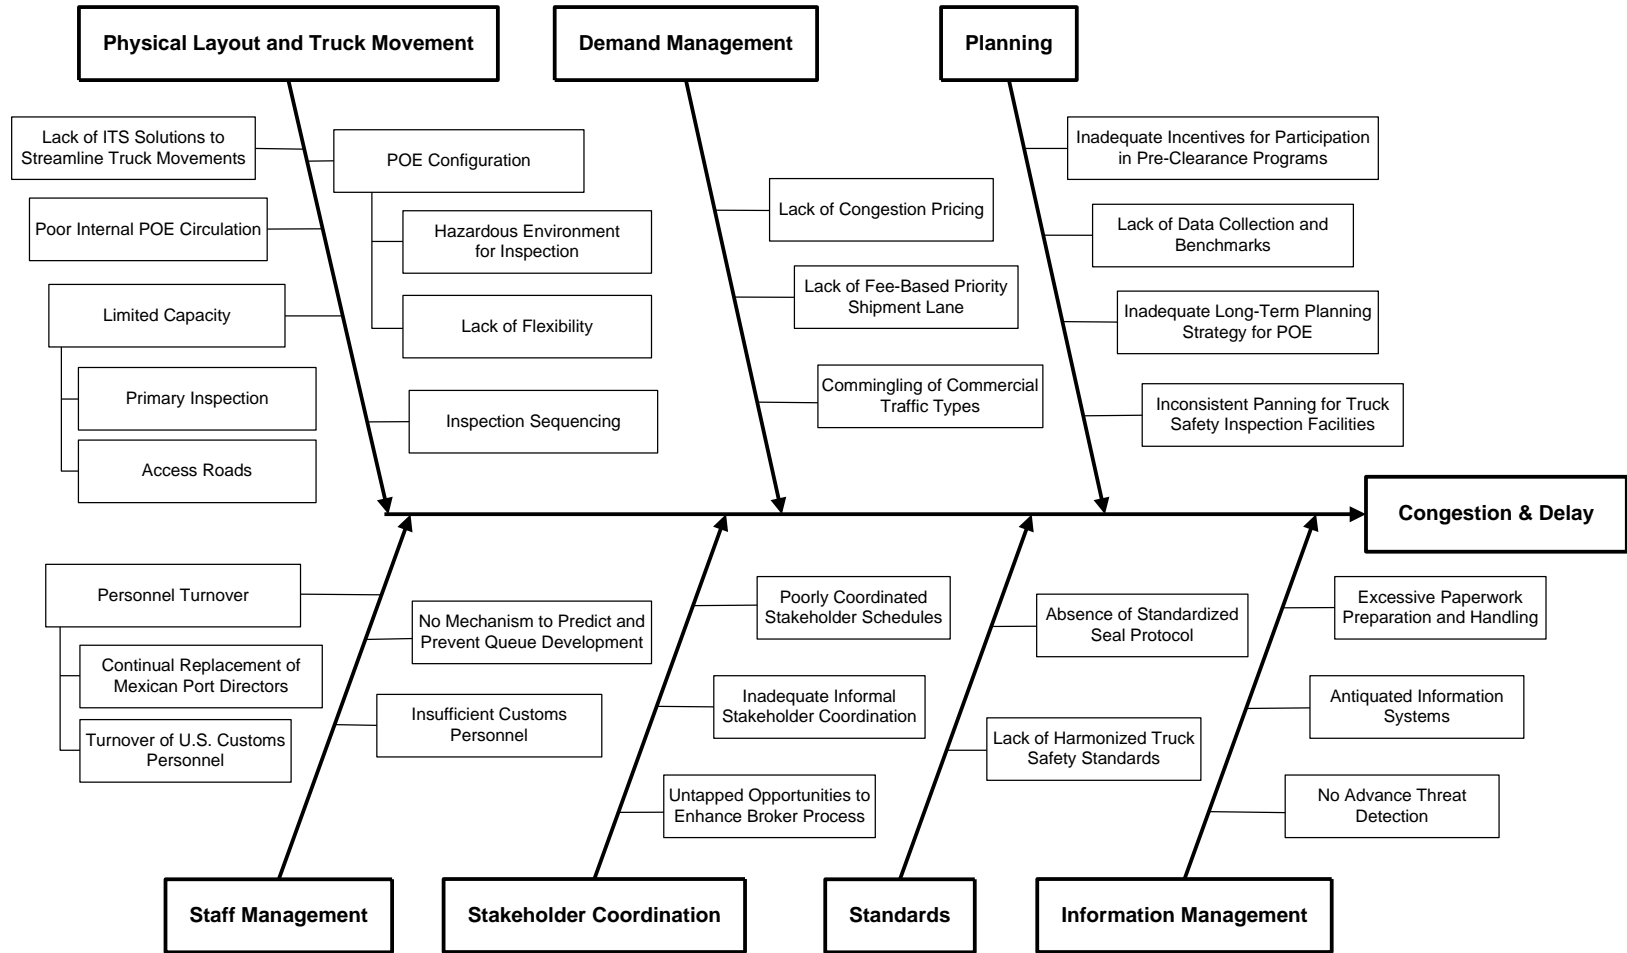 Physical Layout and Truck Movement
Demand Management
Planning
Lack of ITS Solutions to
Streamline Truck Movements
POE Configuration
Poor Internal POE Circulation
Hazardous Environment
for Inspection
Limited Capacity
Lack of Flexibility
Primary Inspection
Inspection Sequencing
Access Roads
Lack of Congestion Pricing
Lack of Fee-Based Priority
Shipment Lane
Commingling of Commercial
Traffic Types
Inadequate Incentives for Participation
in Pre-Clearance Programs
Lack of Data Collection and
Benchmarks
Inadequate Long-Term Planning
Strategy for POE
Inconsistent Panning for Truck
Safety Inspection Facilities
Congestion & Delay
Personnel Turnover
No Mechanism to Predict and
Prevent Queue Development
Continual Replacement of
Mexican Port Directors
Insufficient Customs
Personnel
Turnover of U.S. Customs
Personnel
Poorly Coordinated
Stakeholder Schedules
Inadequate Informal
Stakeholder Coordination
Untapped Opportunities to
Enhance Broker Process
Absence of Standardized
Seal Protocol
Lack of Harmonized Truck
Safety Standards
Excessive Paperwork
Preparation and Handling
Antiquated Information
Systems
No Advance Threat
Detection
Staff Management
Stakeholder Coordination
Standards
Information Management